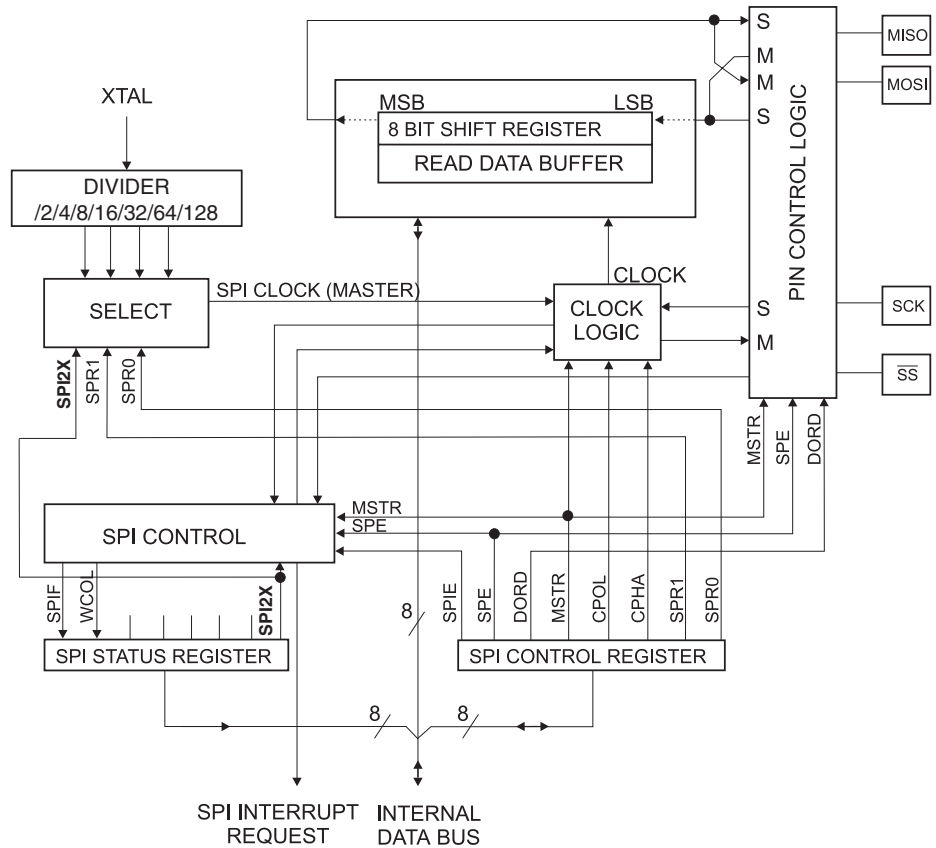 S
MISO
M
M
MOSI
XTAL
MSB
LSB
S
8 BIT SHIFT REGISTER
READ DATA BUFFER
DIVIDER
/2/4/8/16/32/64/128
PIN CONTROL LOGIC
SPI CLOCK (MASTER)
CLOCK
SELECT
CLOCK
LOGIC
S
SCK
M
SPI2X
SPR1
SPR0
SS
MSTR
SPE
DORD
MSTR
SPE
SPI CONTROL
SPIF
WCOL
SPI2X
8
SPIE
SPE
DORD
MSTR
CPOL
CPHA
SPR1
SPR0
SPI STATUS REGISTER
SPI CONTROL REGISTER
8
8
SPI INTERRUPT
REQUEST
INTERNAL
DATA BUS